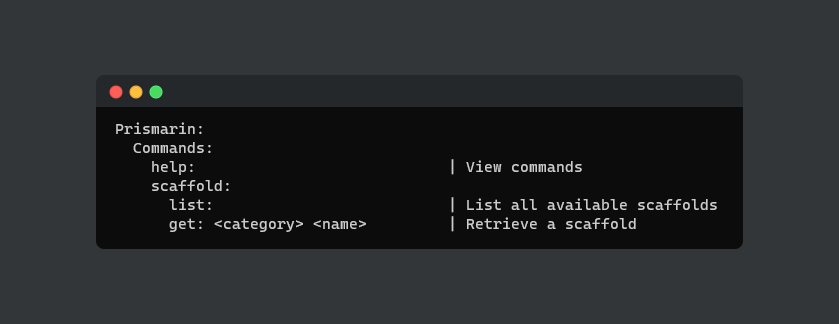 Prismarin:
Commands:
help: | View commands
scaffold:
list: | List all available scaffolds
get: <category> <name> | Retrieve a scaffold